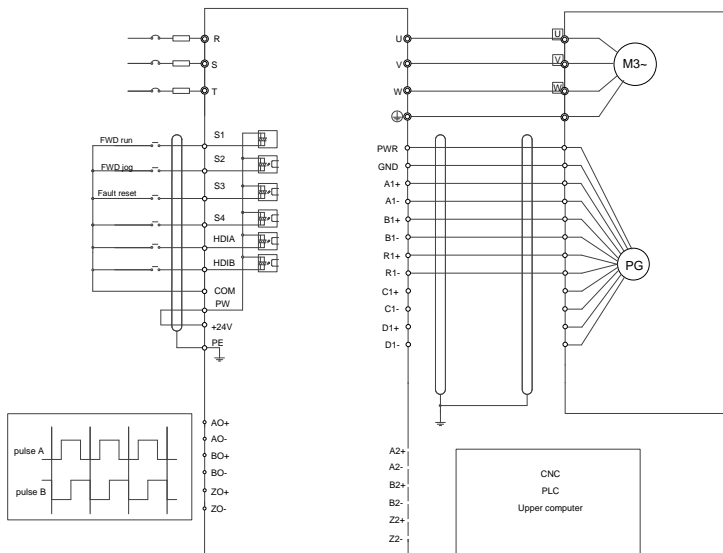 R
S
T
U
V
W
U
V
W
M3~
FWD run
FWD jog
Fault reset
S1
S2
S3
S4
HDIA
HDIB
COM
PW
+24V
PE
PWR
GND
A1+
A1-
B1+
B1-
R1+
R1-
C1+
C1-
D1+
D1-
PG
pulse A
pulse B
AO+
AO-
BO+
BO-
ZO+
ZO-
A2+
A2-
B2+
B2-
Z2+
Z2-
CNC
PLC
Upper computer